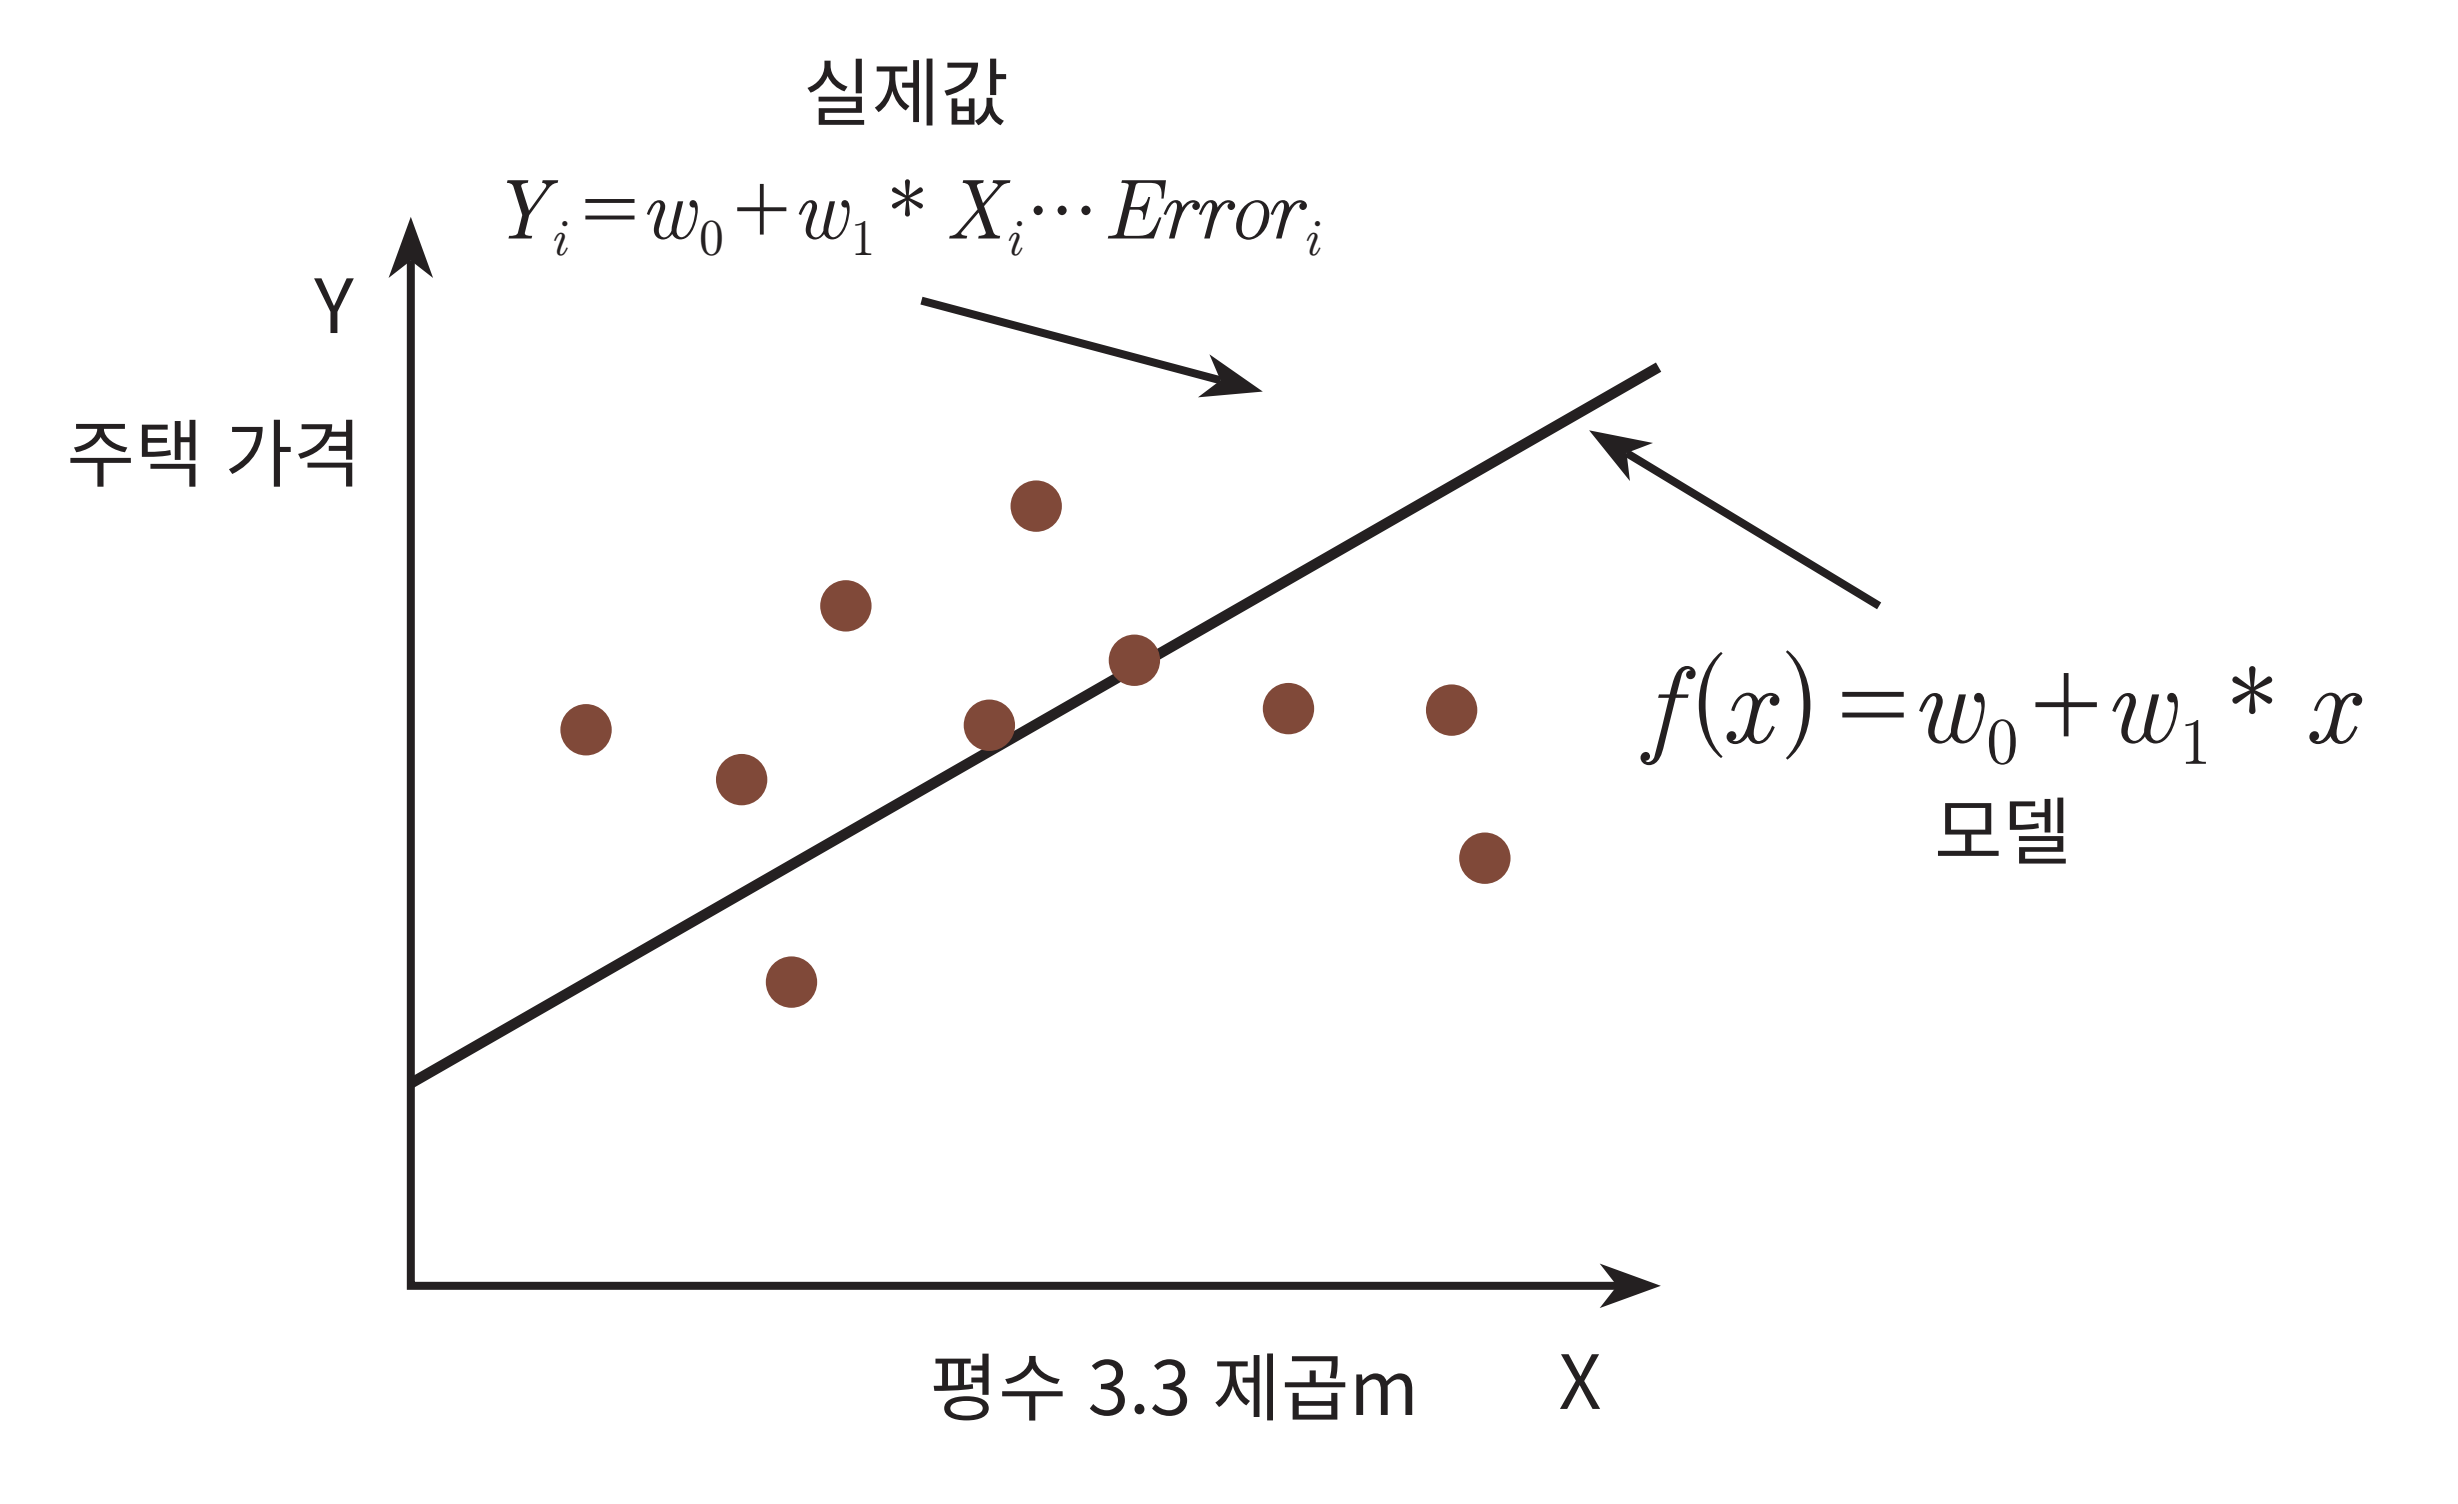 실제값
Yi=w0+w1* Xi···Errori
Y
주택 가격
f(x)=w0+w1* x
모델
평수 3.3 제곱m
X